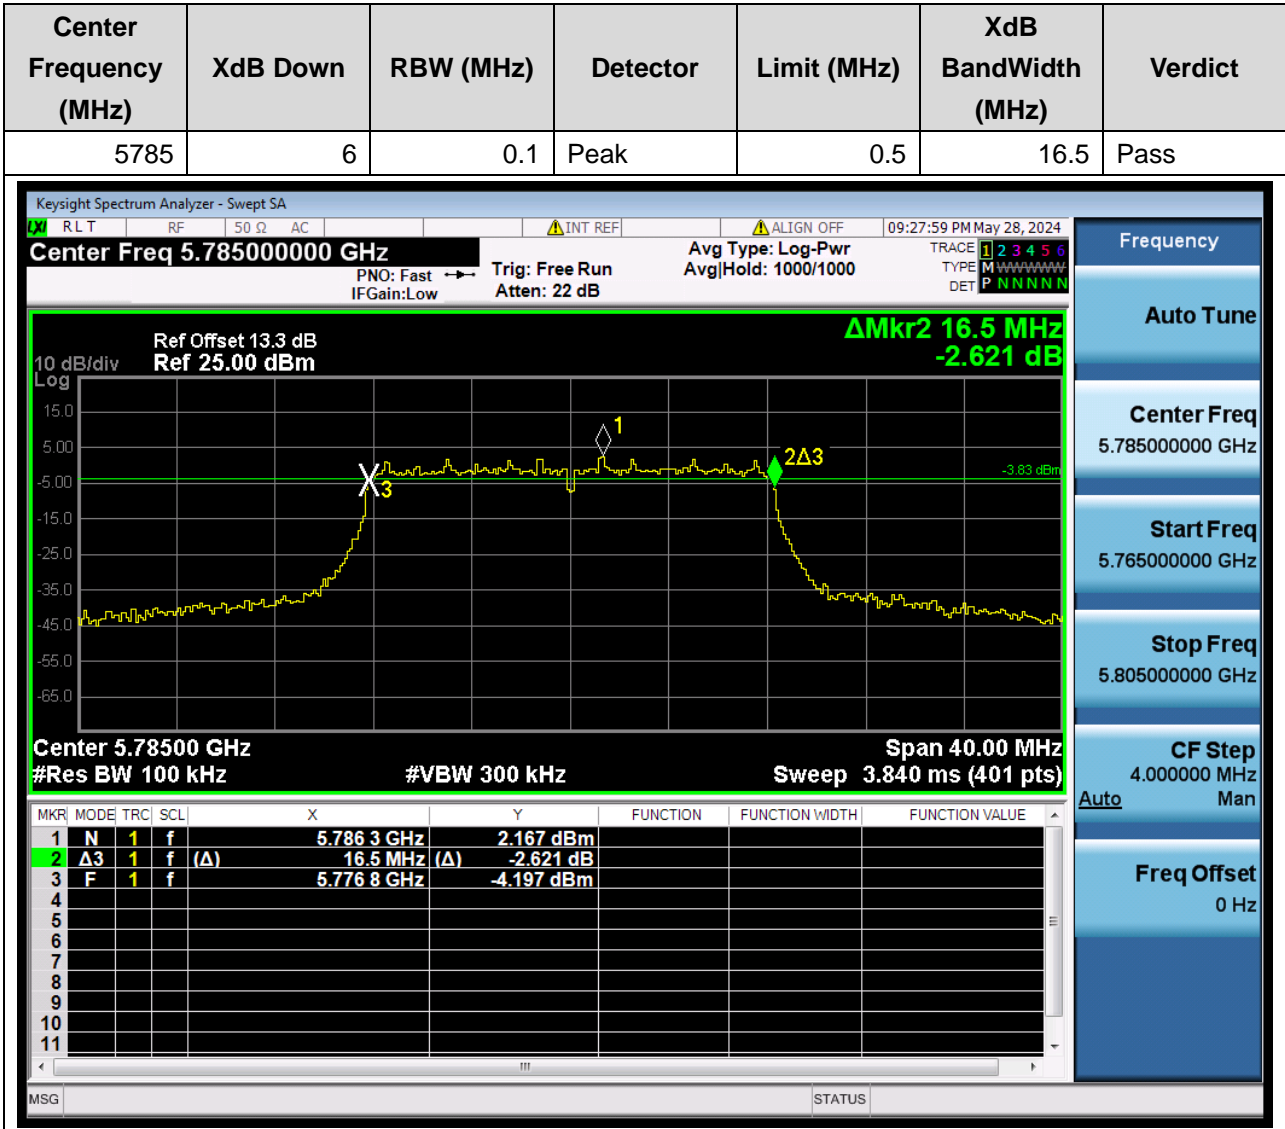 Center Frequency (MHz) XdB Down RBW (MHz) Detector Limit (MHz) XdB BandWidth (MHz) Verdict
5785 6 0.1 Peak 0.5 16.5 Pass
Keysight Spectrum Analyzer - Swept SA
LXI RLT RF 50 Ω AC INT REF ALIGN OFF 09:27:59 PM May 28, 2024
Center Freq 5.785000000 GHz
PNO: Fast
IFGain:Low
Trig: Free Run
Atten: 22 dB
Avg Type: Log-Pwr
Avg|Hold: 1000/1000
TRACE 1 2 3 4 5 6
TYPE M WWWWW
DET P N N N N N
Frequency
Auto Tune
Center Freq
5.785000000 GHz
Start Freq
5.765000000 GHz
Stop Freq
5.805000000 GHz
CF Step
4.000000 MHz
Auto Man
Freq Offset
0 Hz
ΔMkr2 16.5 MHz
-2.621 dB
Ref Offset 13.3 dB
10 dB/div Ref 25.00 dBm
Log
15.0
5.00
-5.00
-15.0
-25.0
-35.0
-45.0
-55.0
-65.0
1
2Δ3
3
-3.83 dBm
Center 5.78500 GHz Span 40.00 MHz
#Res BW 100 kHz #VBW 300 kHz Sweep 3.840 ms (401 pts)
MKR MODE TRC SCL X Y FUNCTION FUNCTION WIDTH FUNCTION VALUE
1 N 1 f 5.786 3 GHz 2.167 dBm
2 Δ3 1 f (Δ) 16.5 MHz (Δ) -2.621 dB
3 F 1 f 5.776 8 GHz -4.197 dBm
4
5
6
7
8
9
10
11
MSG STATUS